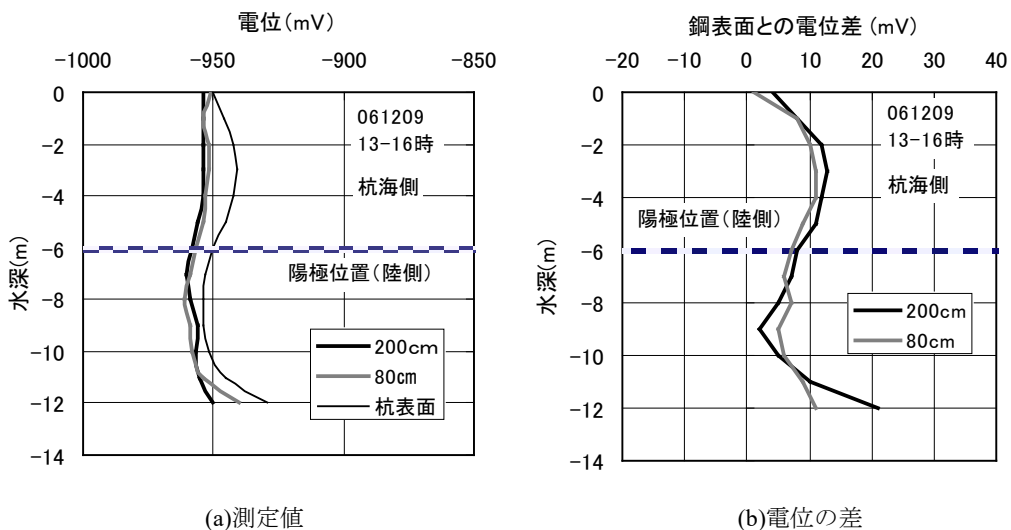 電位(mV)
-1000 -950 -900 -850
0
-2
-4
-6
-8
-10
-12
-14
水深(m)
061209
13-16時
杭海側
陽極位置(陸側)
200cm
80cm
杭表面
(a)測定値
鋼表面との電位差 (mV)
-20 -10 0 10 20 30 40
0
-2
-4
-6
-8
-10
-12
-14
水深(m)
061209
13-16時
杭海側
陽極位置(陸側)
200cm
80cm
(b)電位の差